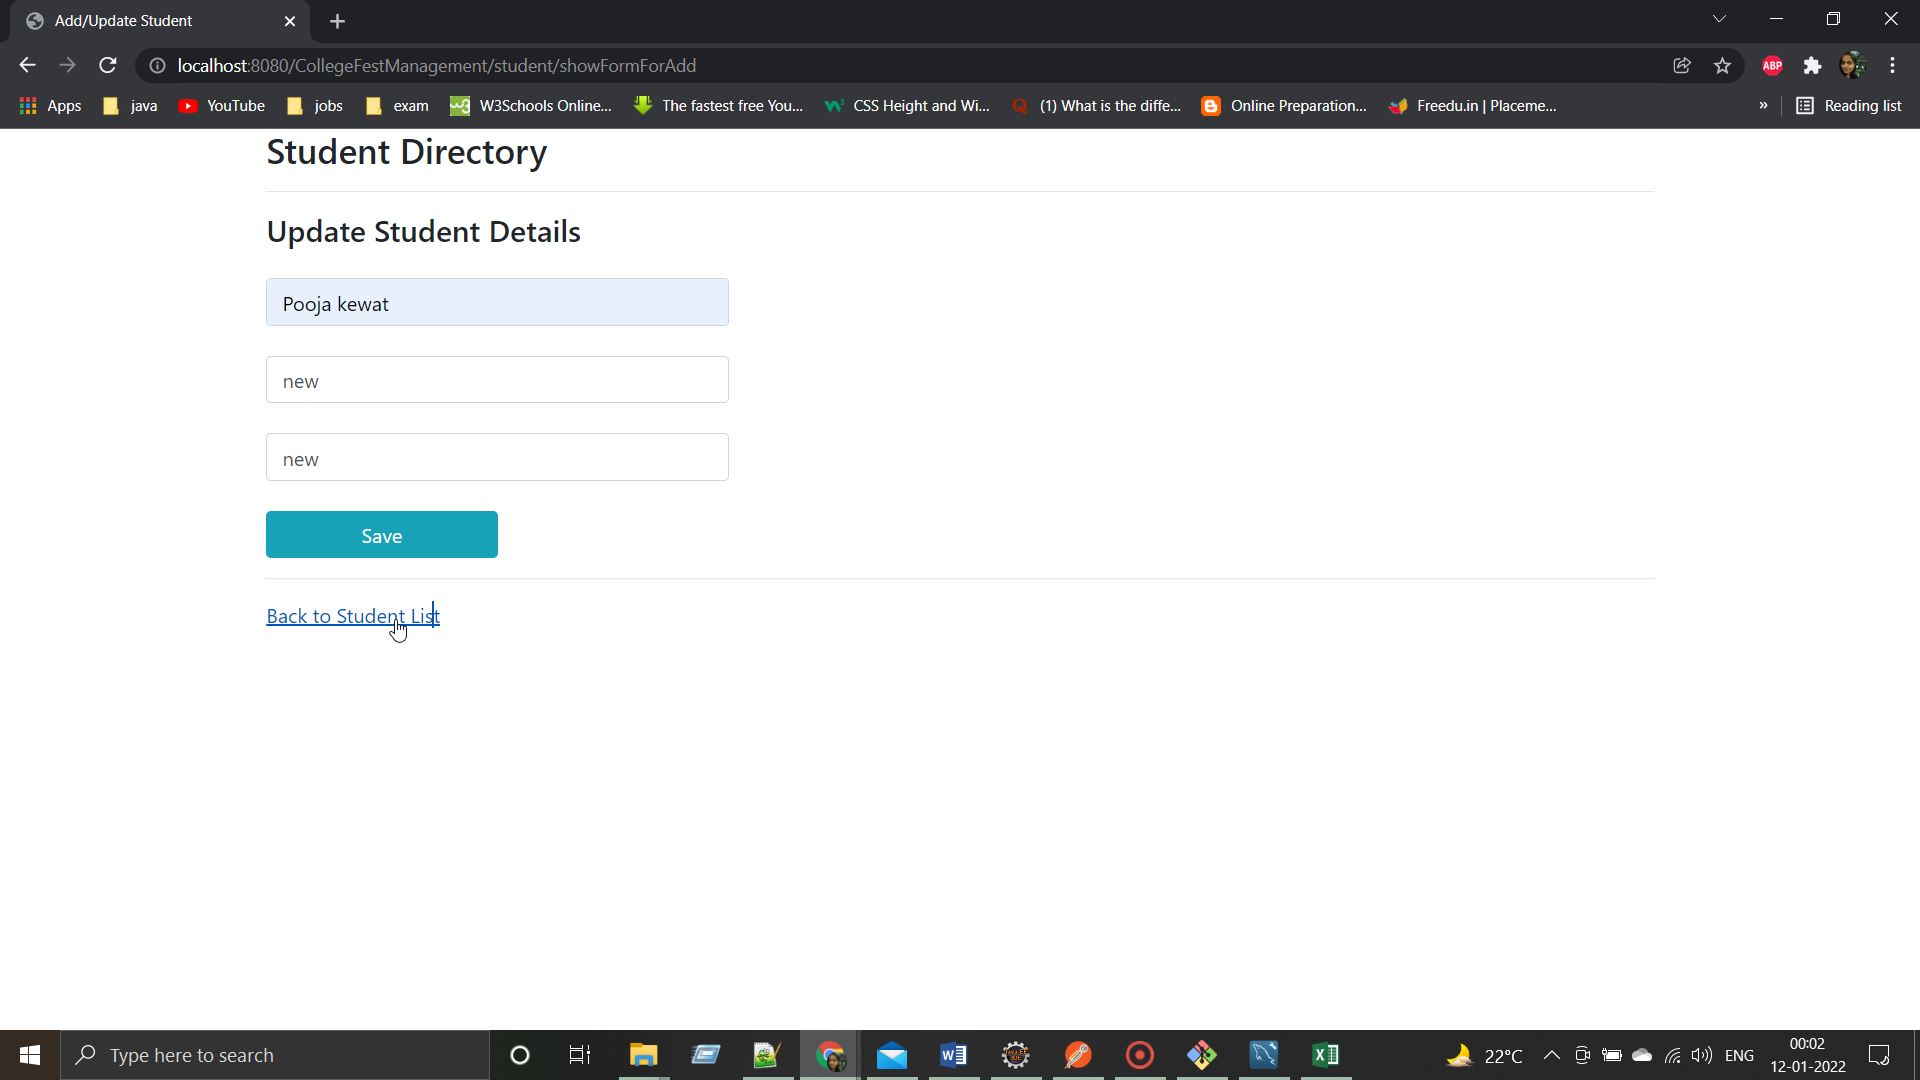 Add/Update Student
localhost:8080/CollegeFestManagement/student/showFormForAdd
ABP
Apps
java
YouTube
jobs
exam
W3Schools Online...
The fastest free You...
CSS Height and Wi...
(1) What is the diffe...
Online Preparation...
Freedu.in | Placeme...
»
Reading list
Student Directory
Update Student Details
Pooja kewat
new
new
Save
Back to Student List
Type here to search
22°C
ENG
00:02
12-01-2022